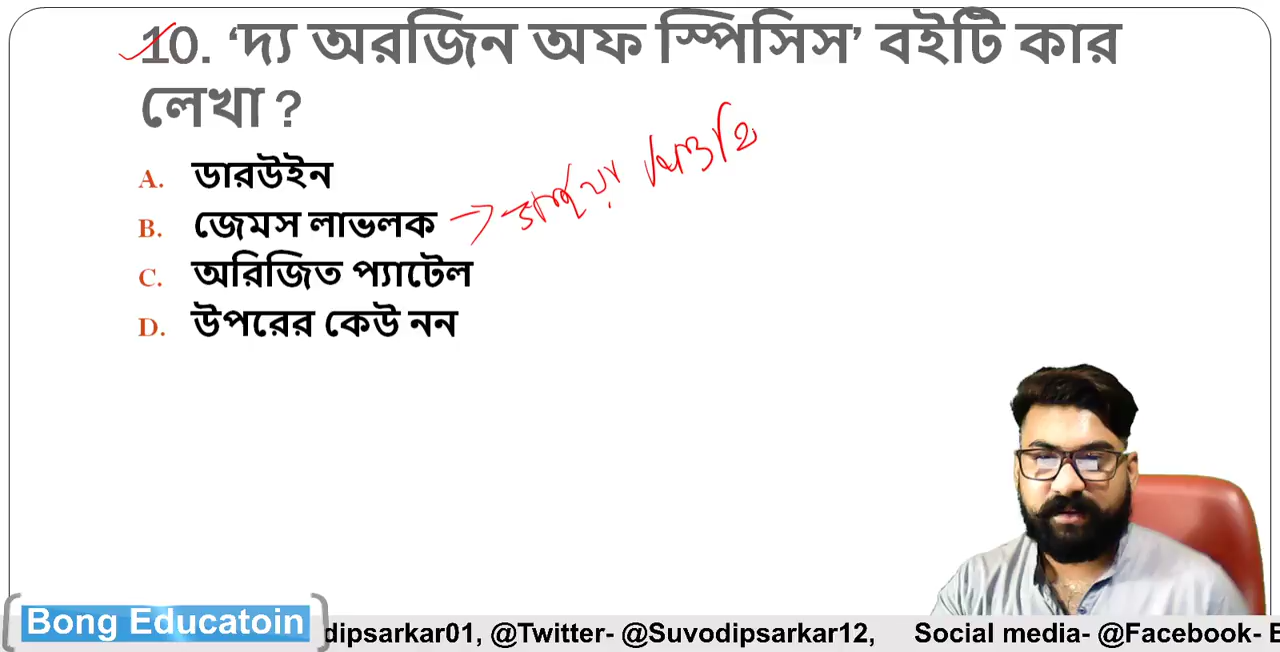 10. ‘দ্য অরজিন অফ স্পিসিস’ বইটি কার
লেখা ?
A. ডারউইন
B. জেমস লাভলক
C. অরিজিত প্যাটেল
D. উপরের কেউ নন
Bong Educatoin
dipsarkar01, @Twitter- @Suvodipsarkar12, Social media- @Facebook-